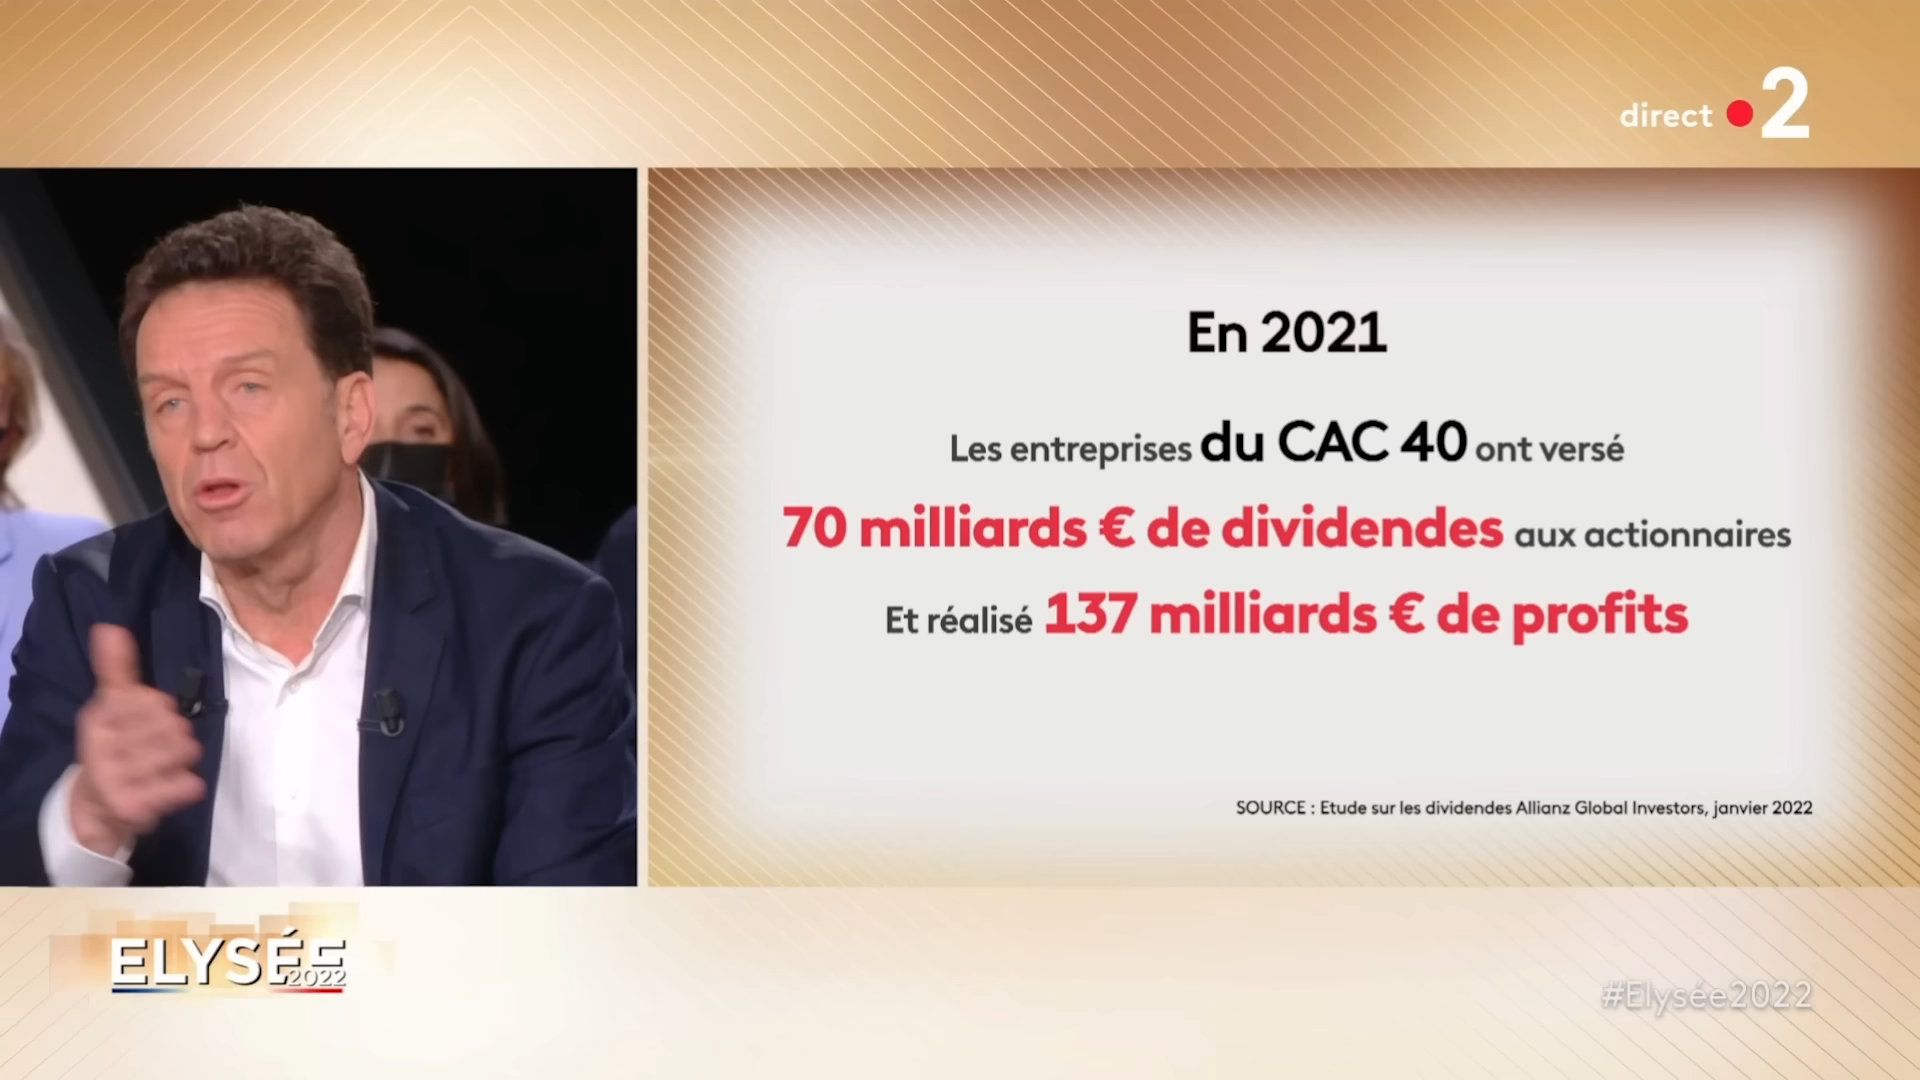 direct 2
En 2021
Les entreprises du CAC 40 ont versé
70 milliards € de dividendes aux actionnaires
Et réalisé 137 milliards € de profits
SOURCE : Etude sur les dividendes Allianz Global Investors, janvier 2022
ELYSÉE
2022
#Elysée2022